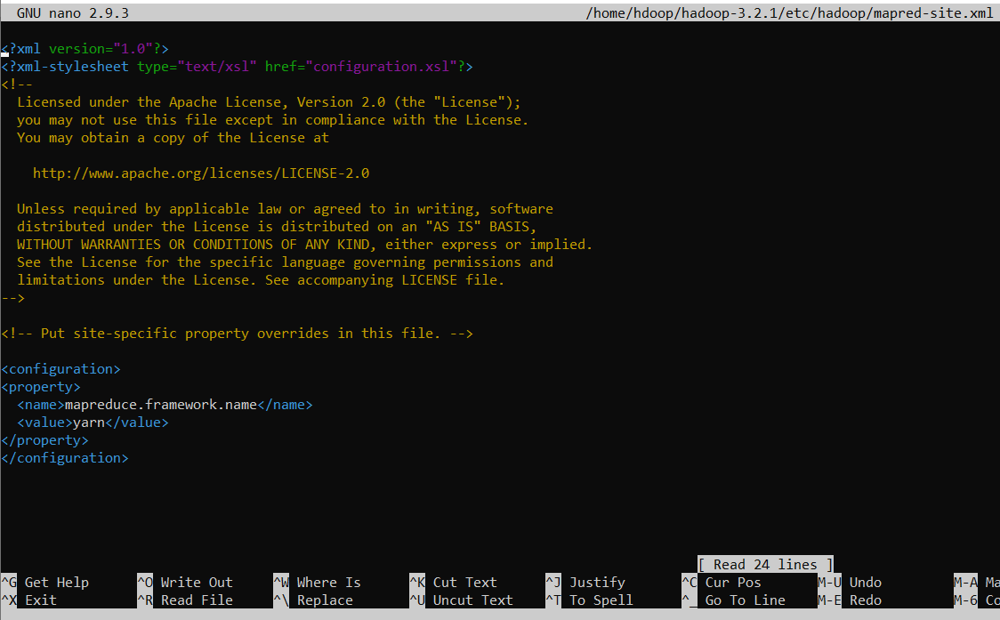 GNU nano 2.9.3 /home/hdoop/hadoop-3.2.1/etc/hadoop/mapred-site.xml
<?xml version="1.0"?>
<?xml-stylesheet type="text/xsl" href="configuration.xsl"?>
<!--
  Licensed under the Apache License, Version 2.0 (the "License");
  you may not use this file except in compliance with the License.
  You may obtain a copy of the License at
    http://www.apache.org/licenses/LICENSE-2.0
  Unless required by applicable law or agreed to in writing, software
  distributed under the License is distributed on an "AS IS" BASIS,
  WITHOUT WARRANTIES OR CONDITIONS OF ANY KIND, either express or implied.
  See the License for the specific language governing permissions and
  limitations under the License. See accompanying LICENSE file.
-->
<!-- Put site-specific property overrides in this file. -->
<configuration>
<property>
  <name>mapreduce.framework.name</name>
  <value>yarn</value>
</property>
</configuration>
[ Read 24 lines ]
^G Get Help ^O Write Out ^W Where Is ^K Cut Text ^J Justify ^C Cur Pos M-U Undo M-A
^X Exit ^R Read File ^\ Replace ^U Uncut Text ^T To Spell ^_ Go To Line M-E Redo M-6